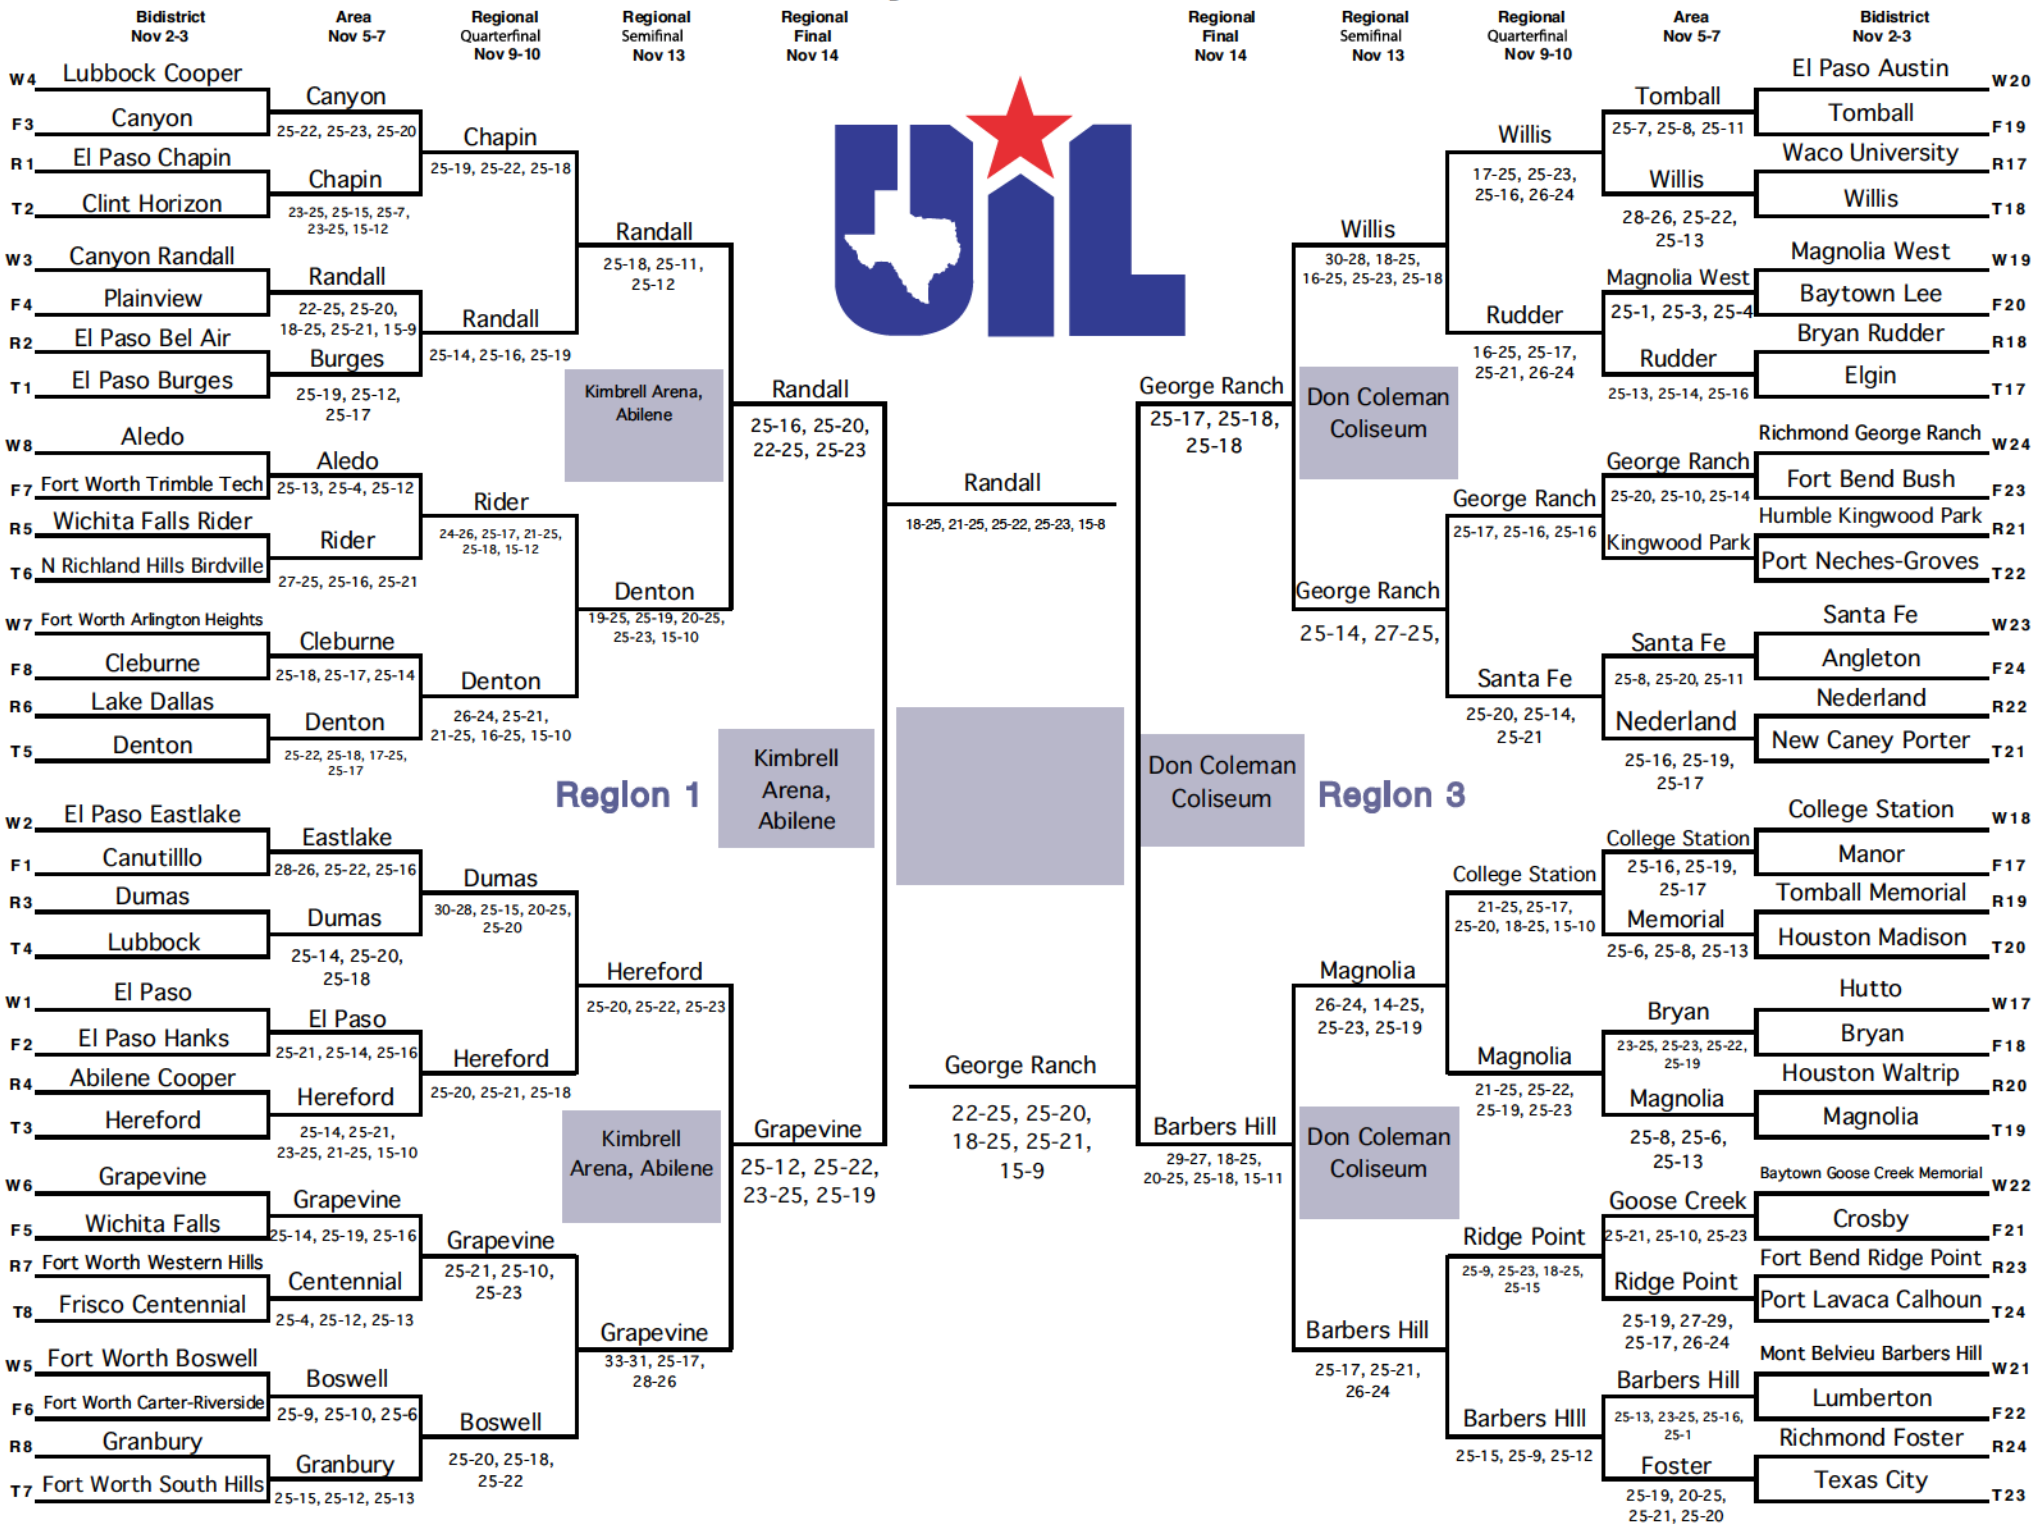 Bidistrict
Nov 2-3
Area
Nov 5-7
Regional
Quarterfinal
Nov 9-10
Regional
Semifinal
Nov 13
Regional
Final
Nov 14
Regional
Final
Nov 14
Regional
Semifinal
Nov 13
Regional
Quarterfinal
Nov 9-10
Area
Nov 5-7
Bidistrict
Nov 2-3
UIL
W4 Lubbock Cooper
F3 Canyon
R1 El Paso Chapin
T2 Clint Horizon
W3 Canyon Randall
F4 Plainview
R2 El Paso Bel Air
T1 El Paso Burges
W8 Aledo
F7 Fort Worth Trimble Tech
R5 Wichita Falls Rider
T6 N Richland Hills Birdville
W7 Fort Worth Arlington Heights
F8 Cleburne
R6 Lake Dallas
T5 Denton
W2 El Paso Eastlake
F1 Canutilllo
R3 Dumas
T4 Lubbock
W1 El Paso
F2 El Paso Hanks
R4 Abilene Cooper
T3 Hereford
W6 Grapevine
F5 Wichita Falls
R7 Fort Worth Western Hills
T8 Frisco Centennial
W5 Fort Worth Boswell
F6 Fort Worth Carter-Riverside
R8 Granbury
T7 Fort Worth South Hills
Canyon
25-22, 25-23, 25-20
Chapin
23-25, 25-15, 25-7,
23-25, 15-12
Randall
22-25, 25-20,
18-25, 25-21, 15-9
Burges
25-19, 25-12,
25-17
Aledo
25-13, 25-4, 25-12
Rider
27-25, 25-16, 25-21
Cleburne
25-18, 25-17, 25-14
Denton
25-22, 25-18, 17-25,
25-17
Eastlake
28-26, 25-22, 25-16
Dumas
25-14, 25-20,
25-18
El Paso
25-21, 25-14, 25-16
Hereford
25-14, 25-21,
23-25, 21-25, 15-10
Grapevine
25-14, 25-19, 25-16
Centennial
25-4, 25-12, 25-13
Boswell
25-9, 25-10, 25-6
Granbury
25-15, 25-12, 25-13
Chapin
25-19, 25-22, 25-18
Randall
25-14, 25-16, 25-19
Rider
24-26, 25-17, 21-25,
25-18, 15-12
Denton
26-24, 25-21,
21-25, 16-25, 15-10
Dumas
30-28, 25-15, 20-25,
25-20
Hereford
25-20, 25-21, 25-18
Grapevine
25-21, 25-10,
25-23
Boswell
25-20, 25-18,
25-22
Randall
25-18, 25-11,
25-12
Kimbrell Arena,
Abilene
Denton
19-25, 25-19, 20-25,
25-23, 15-10
Region 1
Hereford
25-20, 25-22, 25-23
Kimbrell
Arena, Abilene
Grapevine
33-31, 25-17,
28-26
Randall
25-16, 25-20,
22-25, 25-23
Kimbrell
Arena,
Abilene
Grapevine
25-12, 25-22,
23-25, 25-19
Randall
18-25, 21-25, 25-22, 25-23, 15-8
George Ranch
22-25, 25-20,
18-25, 25-21,
15-9
George Ranch
25-17, 25-18,
25-18
Don Coleman
Coliseum
Barbers Hill
29-27, 18-25,
20-25, 25-18, 15-11
Willis
30-28, 18-25,
16-25, 25-23, 25-18
Don Coleman
Coliseum
George Ranch
25-14, 27-25,
Region 3
Magnolia
26-24, 14-25,
25-23, 25-19
Don Coleman
Coliseum
Barbers Hill
25-17, 25-21,
26-24
Willis
17-25, 25-23,
25-16, 26-24
Rudder
16-25, 25-17,
25-21, 26-24
George Ranch
25-17, 25-16, 25-16
Santa Fe
25-20, 25-14,
25-21
College Station
21-25, 25-17,
25-20, 18-25, 15-10
Magnolia
21-25, 25-22,
25-19, 25-23
Ridge Point
25-9, 25-23, 18-25,
25-15
Barbers HIll
25-15, 25-9, 25-12
Tomball
25-7, 25-8, 25-11
Willis
28-26, 25-22,
25-13
Magnolia West
25-1, 25-3, 25-4
Rudder
25-13, 25-14, 25-16
George Ranch
25-20, 25-10, 25-14
Kingwood Park
Santa Fe
25-8, 25-20, 25-11
Nederland
25-16, 25-19,
25-17
College Station
25-16, 25-19,
25-17
Memorial
25-6, 25-8, 25-13
Bryan
23-25, 25-23, 25-22,
25-19
Magnolia
25-8, 25-6,
25-13
Goose Creek
25-21, 25-10, 25-23
Ridge Point
25-19, 27-29,
25-17, 26-24
Barbers Hill
25-13, 23-25, 25-16,
25-1
Foster
25-19, 20-25,
25-21, 25-20
El Paso Austin W20
Tomball F19
Waco University R17
Willis T18
Magnolia West W19
Baytown Lee F20
Bryan Rudder R18
Elgin T17
Richmond George Ranch W24
Fort Bend Bush F23
Humble Kingwood Park R21
Port Neches-Groves T22
Santa Fe W23
Angleton F24
Nederland R22
New Caney Porter T21
College Station W18
Manor F17
Tomball Memorial R19
Houston Madison T20
Hutto W17
Bryan F18
Houston Waltrip R20
Magnolia T19
Baytown Goose Creek Memorial W22
Crosby F21
Fort Bend Ridge Point R23
Port Lavaca Calhoun T24
Mont Belvieu Barbers Hill W21
Lumberton F22
Richmond Foster R24
Texas City T23